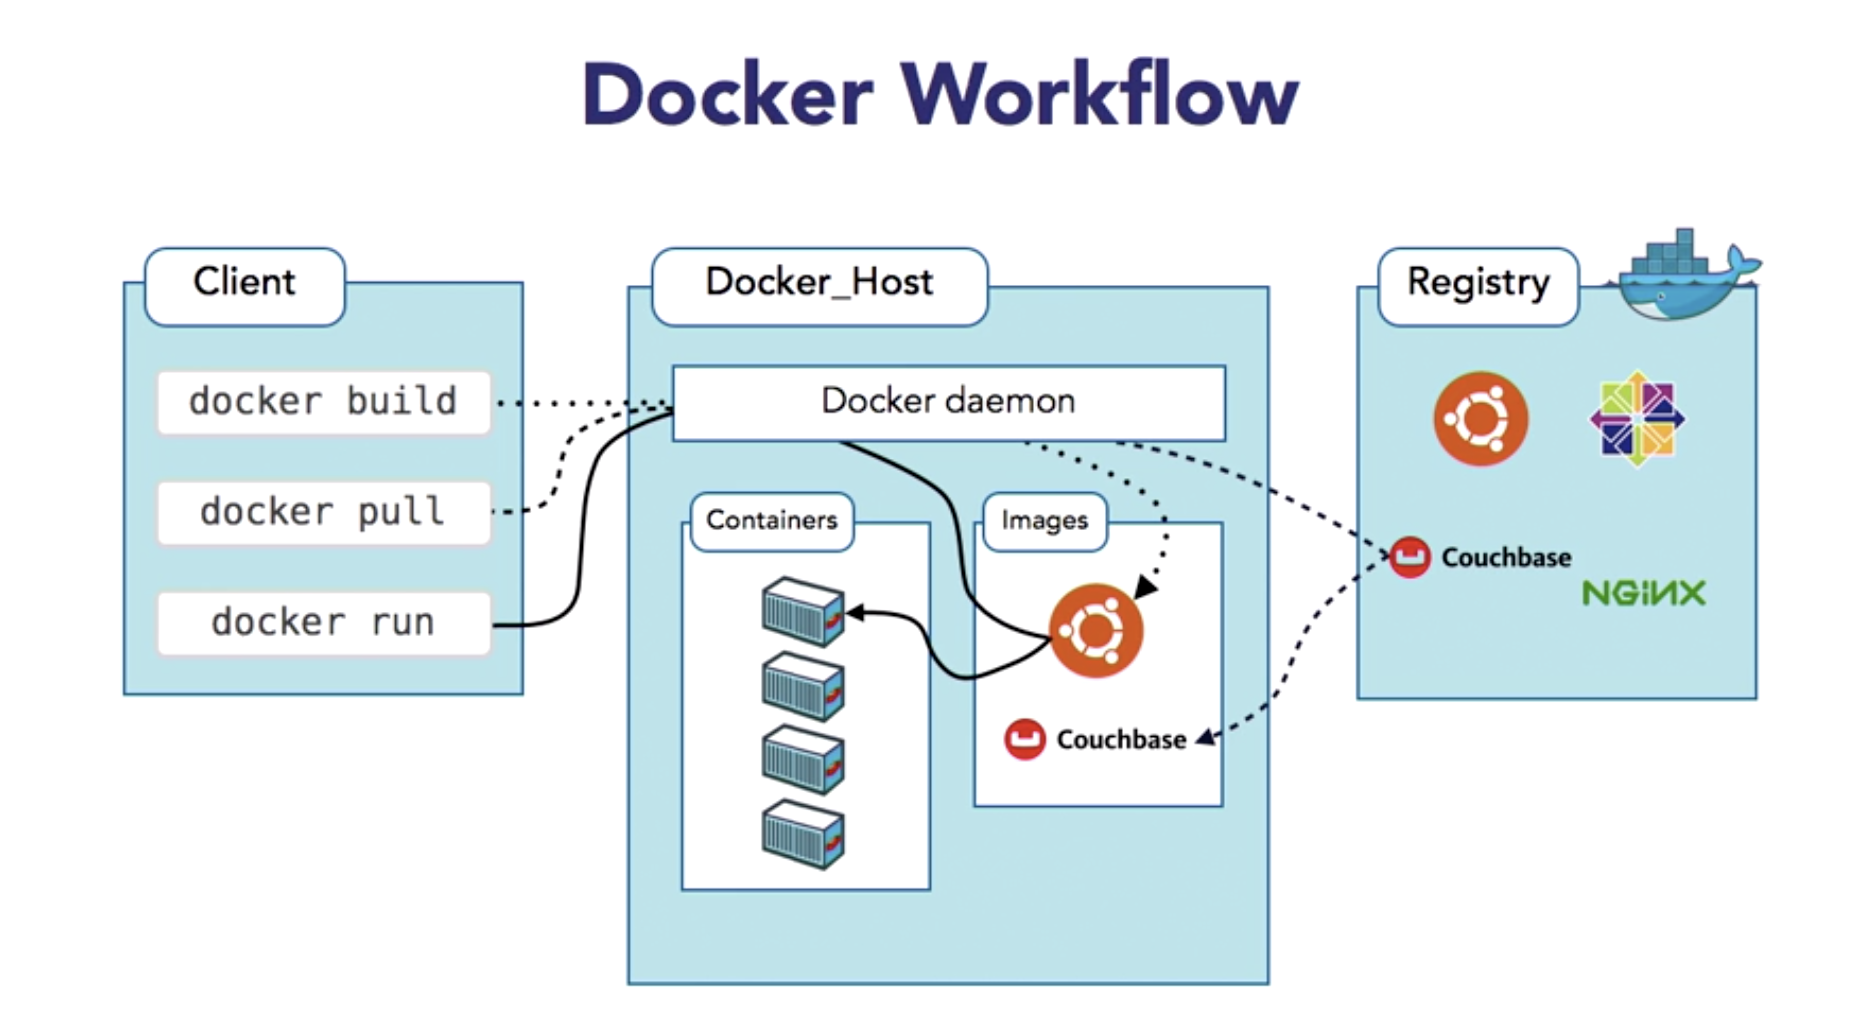 Docker Workflow
Client
docker build
docker pull
docker run
Docker_Host
Docker daemon
Containers
Images
Couchbase
Registry
Couchbase
NGiNX